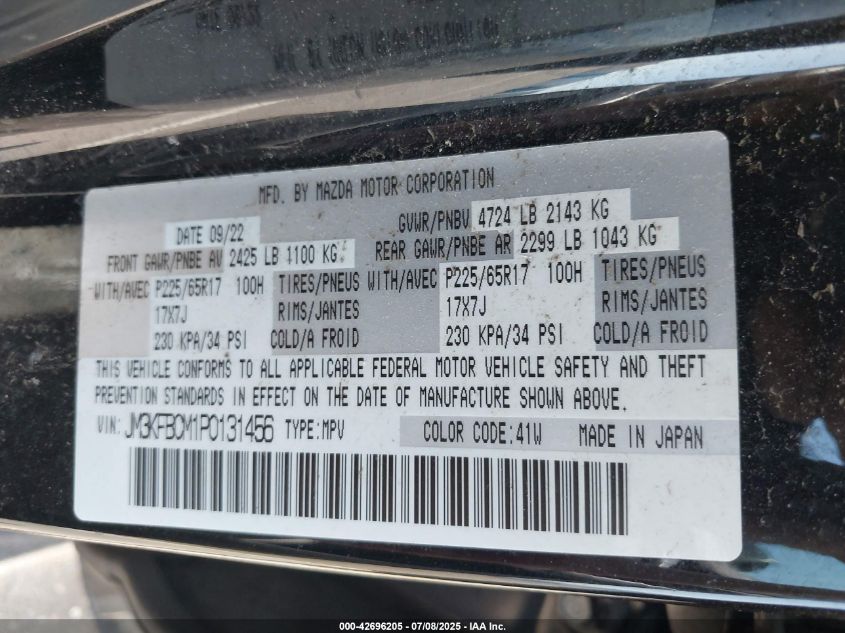 MFD. BY MAZDA MOTOR CORPORATION
DATE 09/22 GVWR/PNBV 4724 LB 2143 KG
FRONT GAWR/PNBE AV 2425 LB 1100 KG REAR GAWR/PNBE AR 2299 LB 1043 KG
WITH/AVEC P225/65R17 100H TIRES/PNEUS WITH/AVEC P225/65R17 100H TIRES/PNEUS
17X7J RIMS/JANTES 17X7J RIMS/JANTES
230 KPA/34 PSI COLD/A FROID 230 KPA/34 PSI COLD/A FROID
THIS VEHICLE CONFORMS TO ALL APPLICABLE FEDERAL MOTOR VEHICLE SAFETY AND THEFT
PREVENTION STANDARDS IN EFFECT ON THE DATE OF MANUFACTURE SHOWN ABOVE.
VIN: JM3KFBCM1P0131456 TYPE:MPV COLOR CODE:41W MADE IN JAPAN
000-42696205 - 07/08/2025 - IAA Inc.